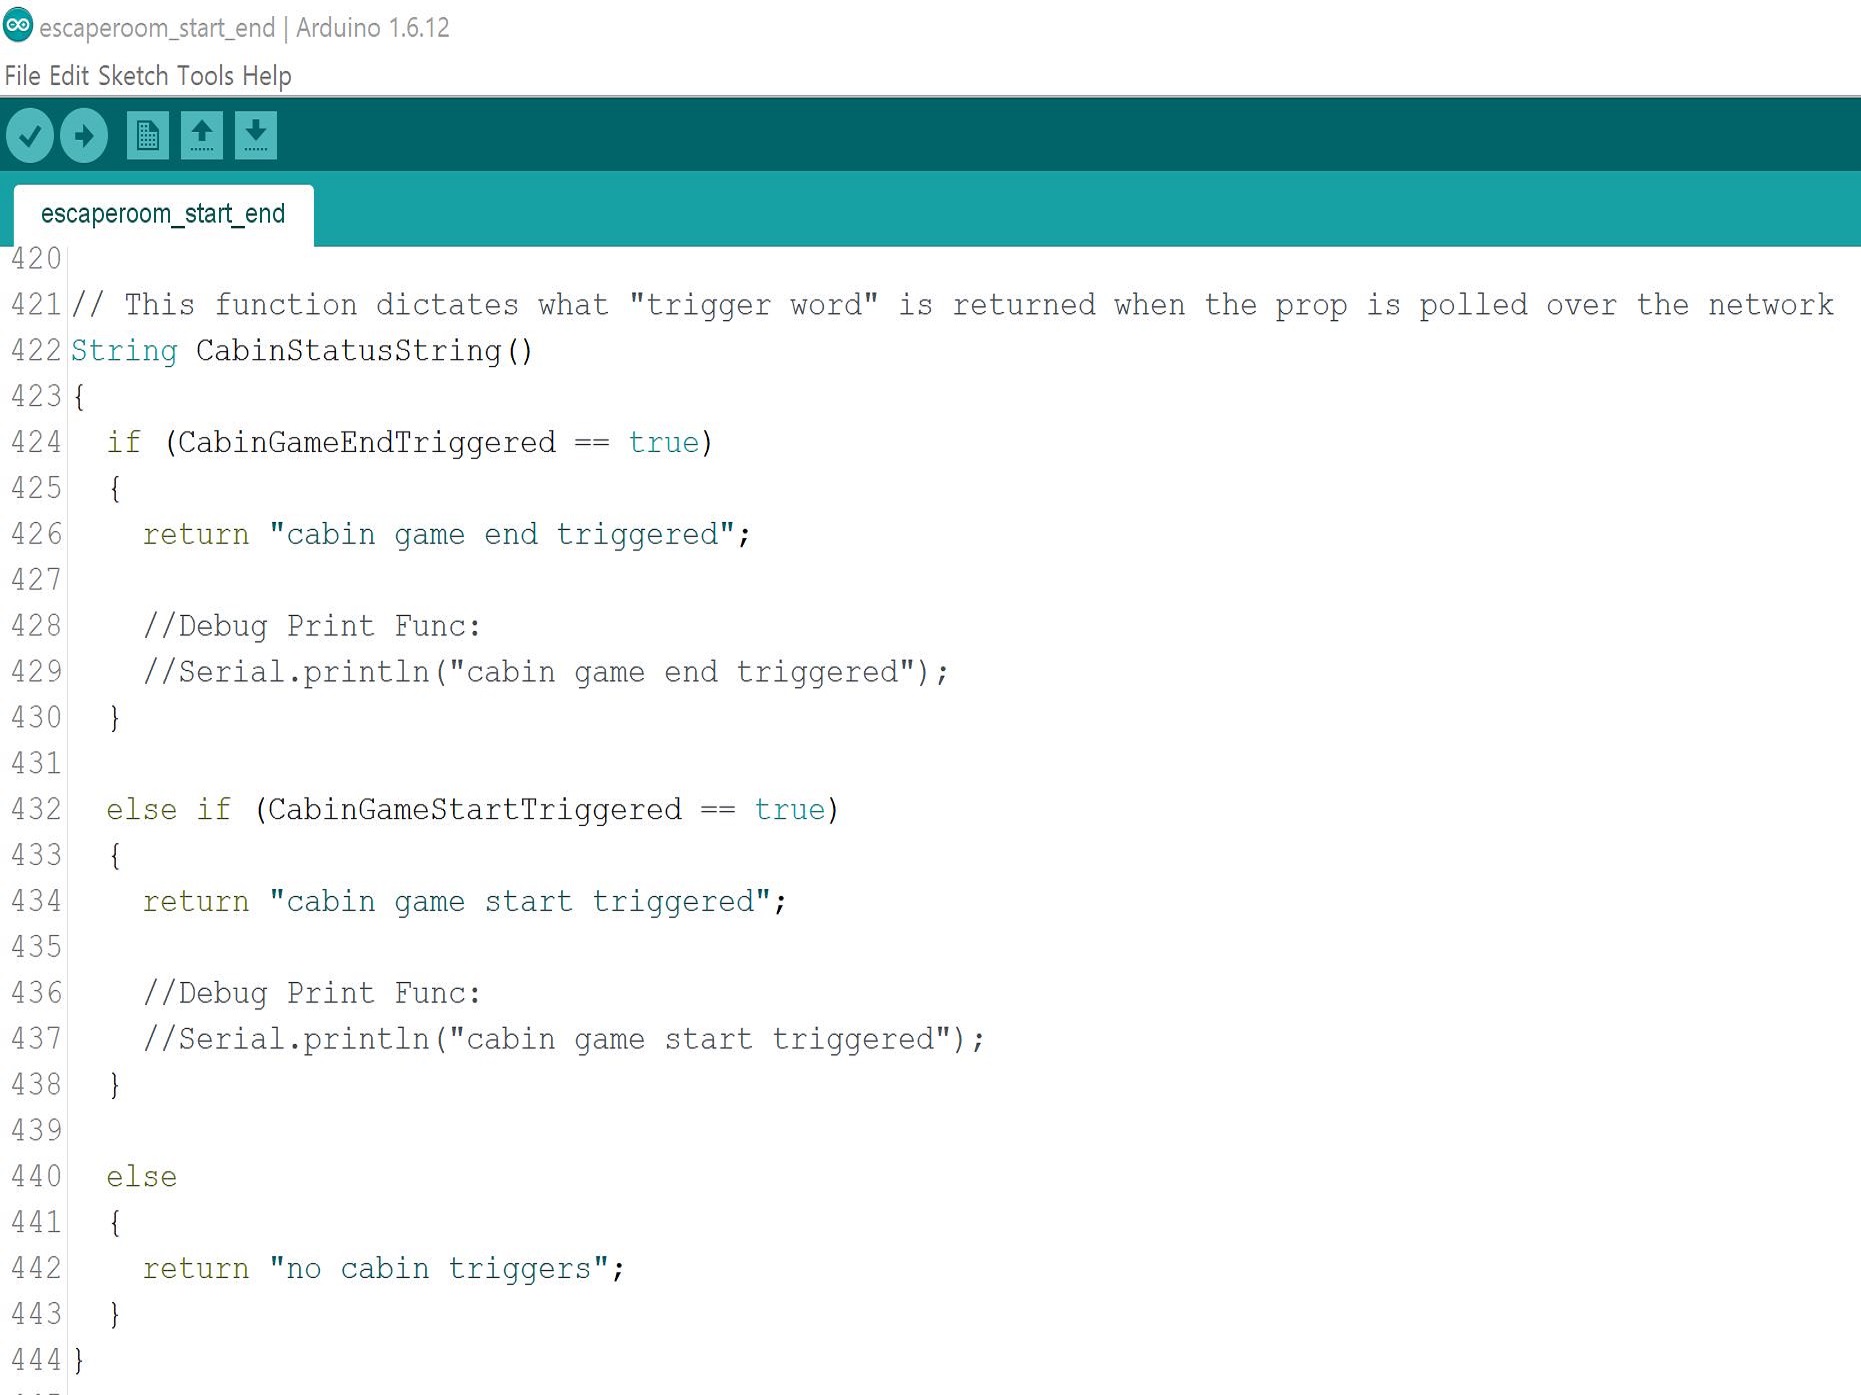 escaperoom_start_end | Arduino 1.6.12
File Edit Sketch Tools Help
escaperoom_start_end
420
421 // This function dictates what "trigger word" is returned when the prop is polled over the network
422 String CabinStatusString()
423 {
424   if (CabinGameEndTriggered == true)
425   {
426     return "cabin game end triggered";
427
428     //Debug Print Func:
429     //Serial.println("cabin game end triggered");
430   }
431
432   else if (CabinGameStartTriggered == true)
433   {
434     return "cabin game start triggered";
435
436     //Debug Print Func:
437     //Serial.println("cabin game start triggered");
438   }
439
440   else
441   {
442     return "no cabin triggers";
443   }
444 }